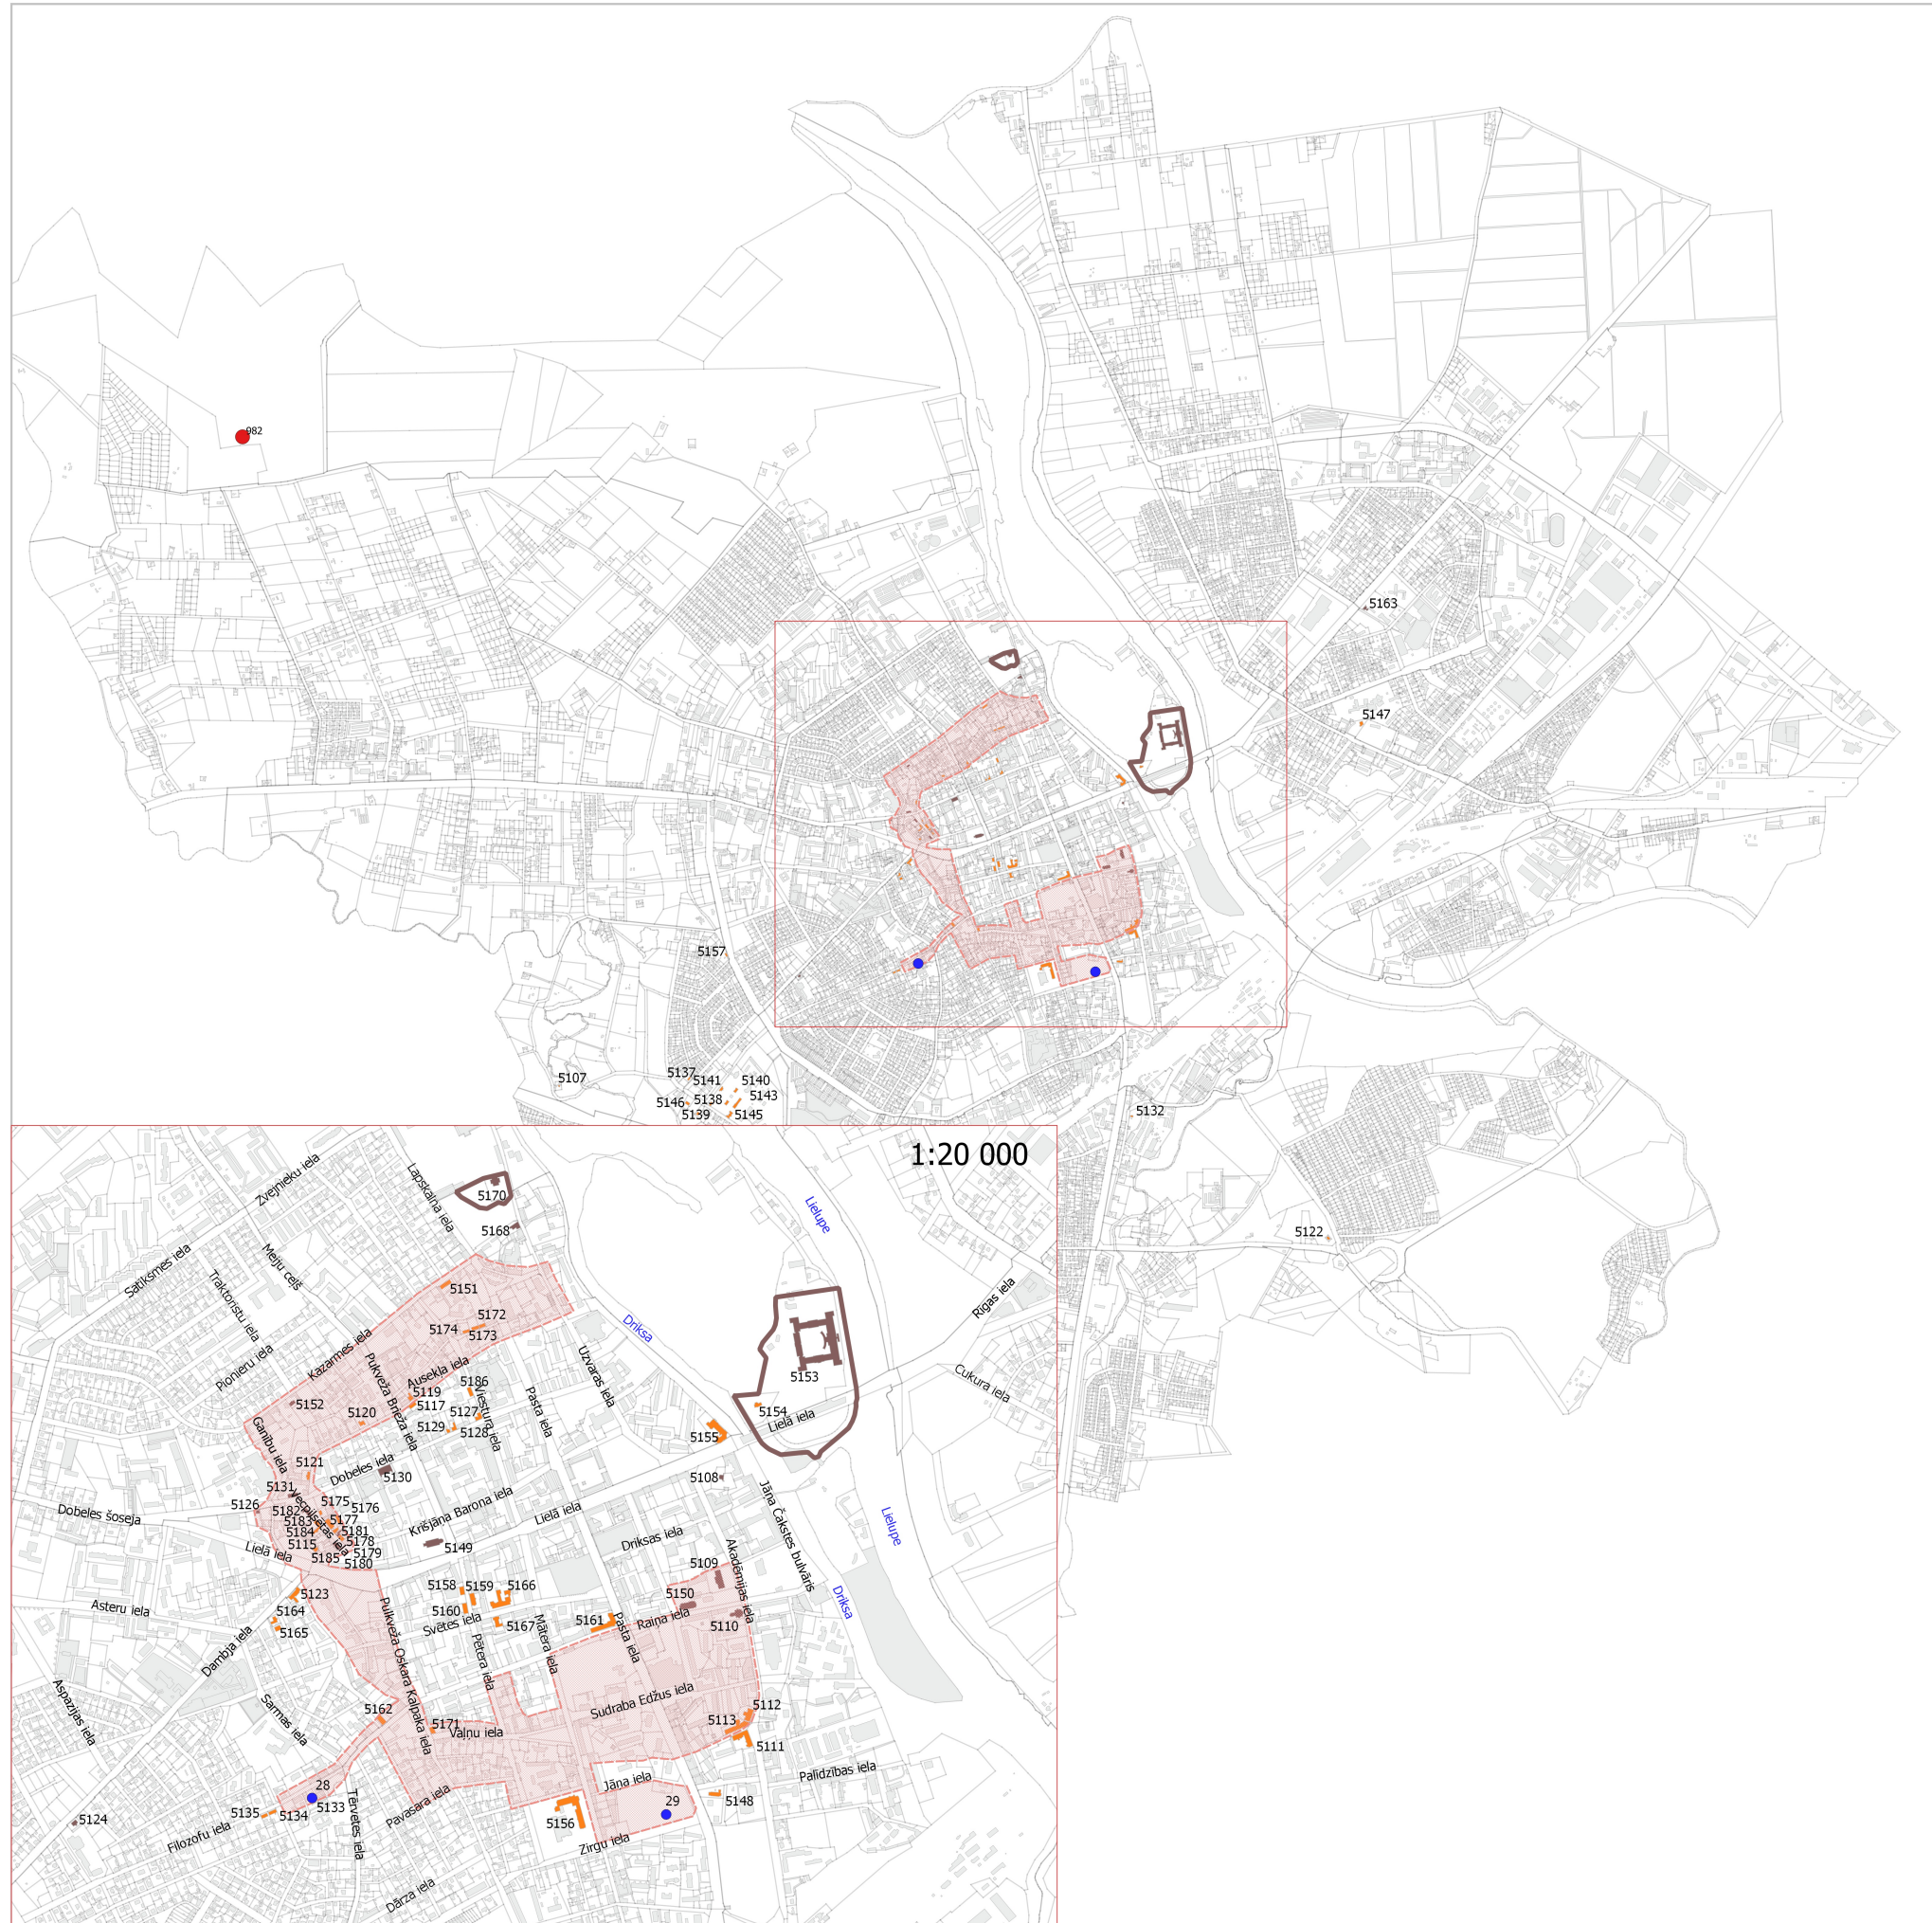 982
5163
5147
5157
5107
5137
5141
5140
5143
5146
5138
5139
5145
5132
5122
1:20 000
Zvejnieku iela
Lapskalna iela
5170
5168
Lielupe
Satiksmes iela
Meiju ceļš
Traktoristu iela
Pionieru iela
5151
5172
5174
5173
Driksa
Rīgas iela
Kazarmes iela
Pulkveža Brieža iela
Ausekla iela
Uzvaras iela
5153
Cukura iela
5152
5120
5119
5117
5186
Viestura iela
5127
5129
5128
Pasta iela
5154
Lielā iela
5155
Ganību iela
5121
Dobeles iela
5130
5108
Jāna Čakstes bulvāris
5131
Vecpilsētas iela
5126
Dobeles šoseja
5182
5175
5176
5183
5177
5184
5181
5115
5178
5179
5185
5180
Krišjāna Barona iela
Lielā iela
Lielupe
Lielā iela
5149
Driksas iela
5109
Akadēmijas iela
Driksa
5123
5158
5159
5166
5150
Asteru iela
5164
5165
5160
Svētes iela
5167
5161
Raiņa iela
5110
Dambja iela
Pulkveža Oskara Kalpaka iela
Pētera iela
Mātera iela
Pasta iela
Aspazijas iela
Sarmas iela
5162
5171
Vaļņu iela
Sudraba Edžus iela
5112
5113
5111
28
5133
5135
5134
Tērvetes iela
Pavasara iela
Jāna iela
Palīdzības iela
29
5148
5124
Filozofu iela
5156
Zirgu iela
Dārza iela